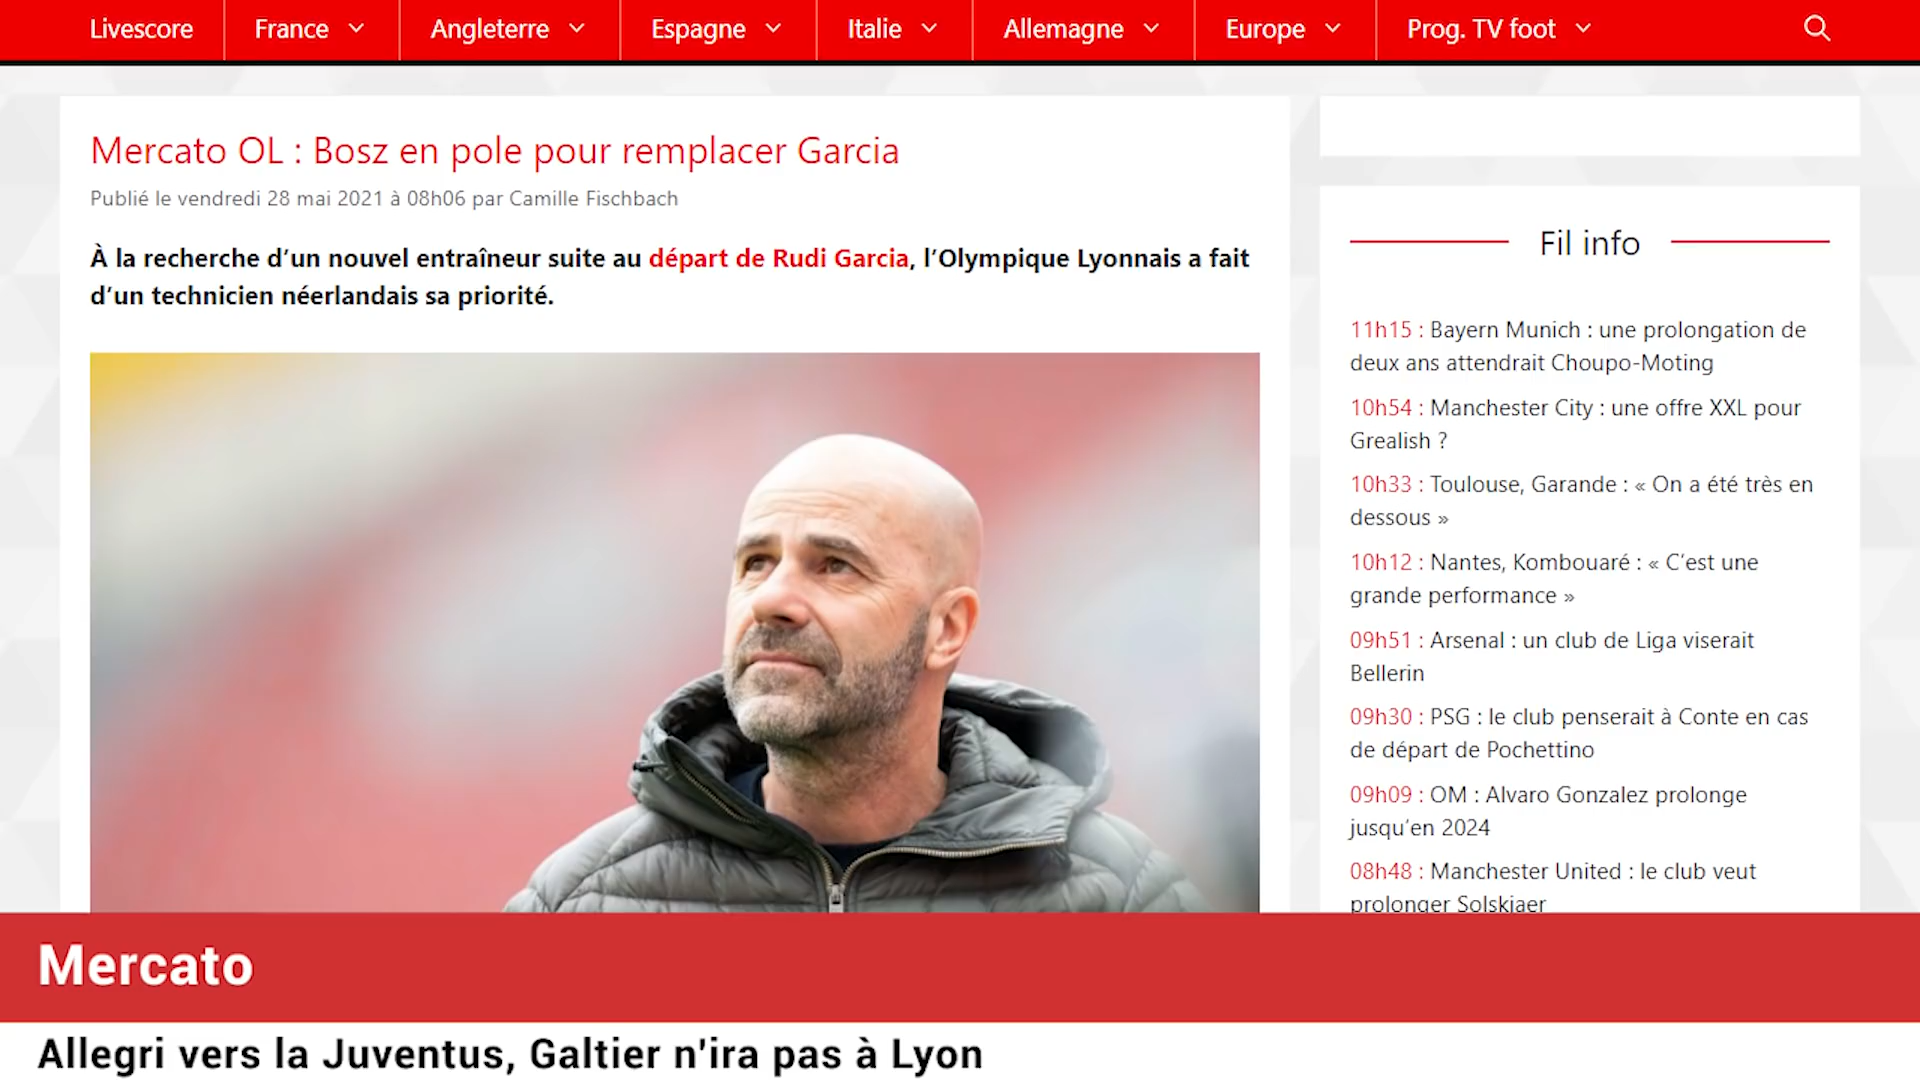 Livescore
France
Angleterre
Espagne
Italie
Allemagne
Europe
Prog. TV foot
Mercato OL : Bosz en pole pour remplacer Garcia
Publié le vendredi 28 mai 2021 à 08h06 par Camille Fischbach
À la recherche d’un nouvel entraîneur suite au départ de Rudi Garcia, l’Olympique Lyonnais a fait
d’un technicien néerlandais sa priorité.
Fil info
11h15 : Bayern Munich : une prolongation de
deux ans attendrait Choupo-Moting
10h54 : Manchester City : une offre XXL pour
Grealish ?
10h33 : Toulouse, Garande : « On a été très en
dessous »
10h12 : Nantes, Kombouaré : « C’est une
grande performance »
09h51 : Arsenal : un club de Liga viserait
Bellerin
09h30 : PSG : le club penserait à Conte en cas
de départ de Pochettino
09h09 : OM : Alvaro Gonzalez prolonge
jusqu’en 2024
08h48 : Manchester United : le club veut
prolonger Solskjaer
Mercato
Allegri vers la Juventus, Galtier n'ira pas à Lyon